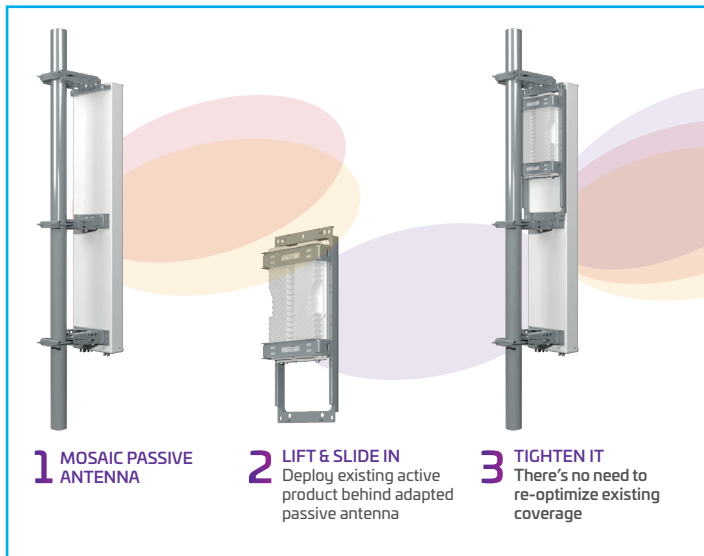 1 MOSAIC PASSIVE
ANTENNA
2 LIFT & SLIDE IN
Deploy existing active
product behind adapted
passive antenna
3 TIGHTEN IT
There's no need to
re-optimize existing
coverage